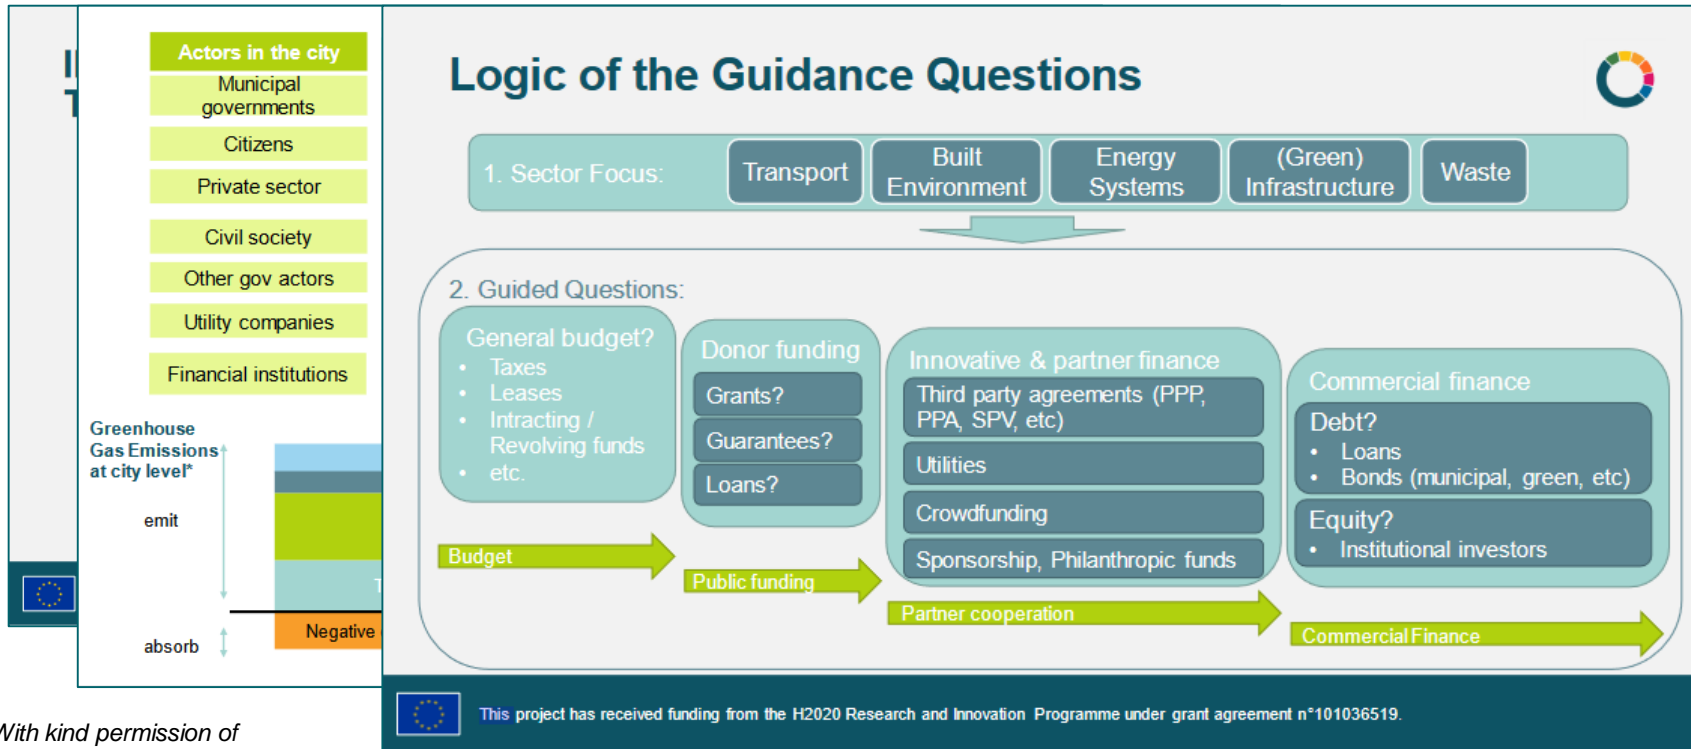 Actors in the city
Municipal
governments
Citizens
Private sector
Civil society
Other gov actors
Utility companies
Financial institutions
Greenhouse
Gas Emissions
at city level*
emit
absorb
Negative
Logic of the Guidance Questions
1. Sector Focus:
Transport
Built
Environment
Energy
Systems
(Green)
Infrastructure
Waste
2. Guided Questions:
General budget?
• Taxes
• Leases
• Intracting /
Revolving funds
• etc.
Donor funding
Grants?
Guarantees?
Loans?
Innovative & partner finance
Third party agreements (PPP,
PPA, SPV, etc)
Utilities
Crowdfunding
Sponsorship, Philanthropic funds
Commercial finance
Debt?
• Loans
• Bonds (municipal, green, etc)
Equity?
• Institutional investors
Budget
Public funding
Partner cooperation
Commercial Finance
This project has received funding from the H2020 Research and Innovation Programme under grant agreement n°101036519.
With kind permission of